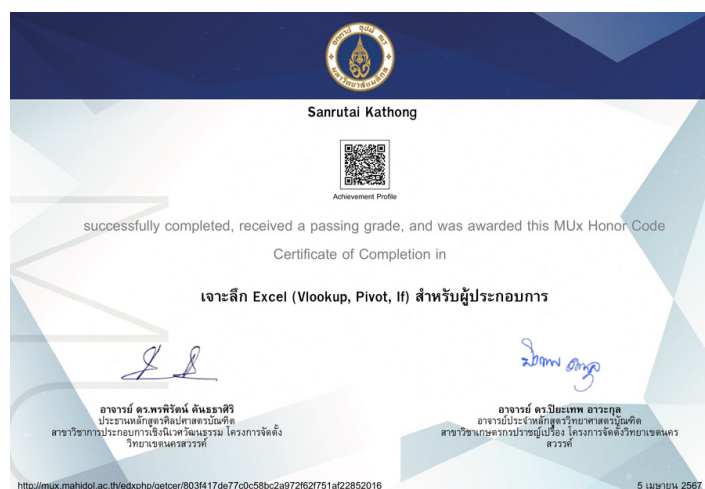 Sanrutai Kathong
Achievement Profile
successfully completed, received a passing grade, and was awarded this MUx Honor Code
Certificate of Completion in
เจาะลึก Excel (Vlookup, Pivot, If) สำหรับผู้ประกอบการ
อาจารย์ ดร.พรพิรัตน์ คันธธาศิริ
ประธานหลักสูตรศิลปศาสตรบัณฑิต
สาขาวิชาการประกอบการเชิงนิเวศวัฒนธรรม โครงการจัดตั้ง
วิทยาเขตนครสวรรค์
อาจารย์ ดร.ปิยะเทพ อาวะกุล
อาจารย์ประจำหลักสูตรวิทยาศาสตรบัณฑิต
สาขาวิชาเกษตรกรปราชญ์เปรื่อง โครงการจัดตั้งวิทยาเขตนคร
สวรรค์
http://mux.mahidol.ac.th/edxphp/getcer/803f417de77c0c58bc2a972f62f751af22852016
5 เมษายน 2567